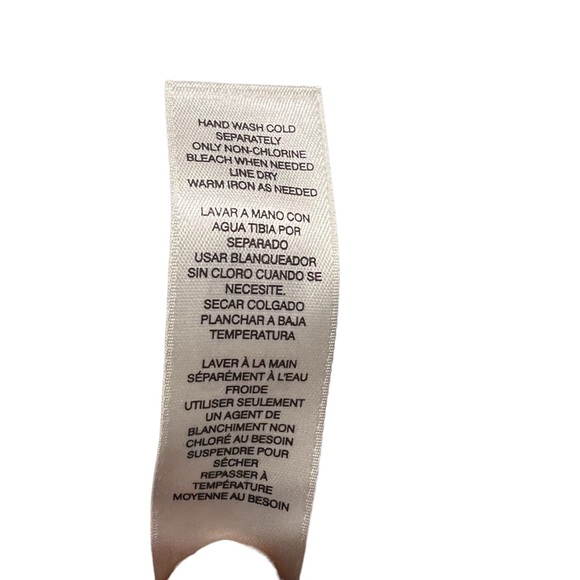 HAND WASH COLD
SEPARATELY
ONLY NON-CHLORINE
BLEACH WHEN NEEDED
LINE DRY
WARM IRON AS NEEDED
LAVAR A MANO CON
AGUA TIBIA POR
SEPARADO
USAR BLANQUEADOR
SIN CLORO CUANDO SE
NECESITE.
SECAR COLGADO
PLANCHAR A BAJA
TEMPERATURA
LAVER À LA MAIN
SÉPARÉMENT À L'EAU
FROIDE
UTILISER SEULEMENT
UN AGENT DE
BLANCHIMENT NON
CHLORÉ AU BESOIN
SUSPENDRE POUR
SÉCHER
REPASSER À
TEMPÉRATURE
MOYENNE AU BESOIN